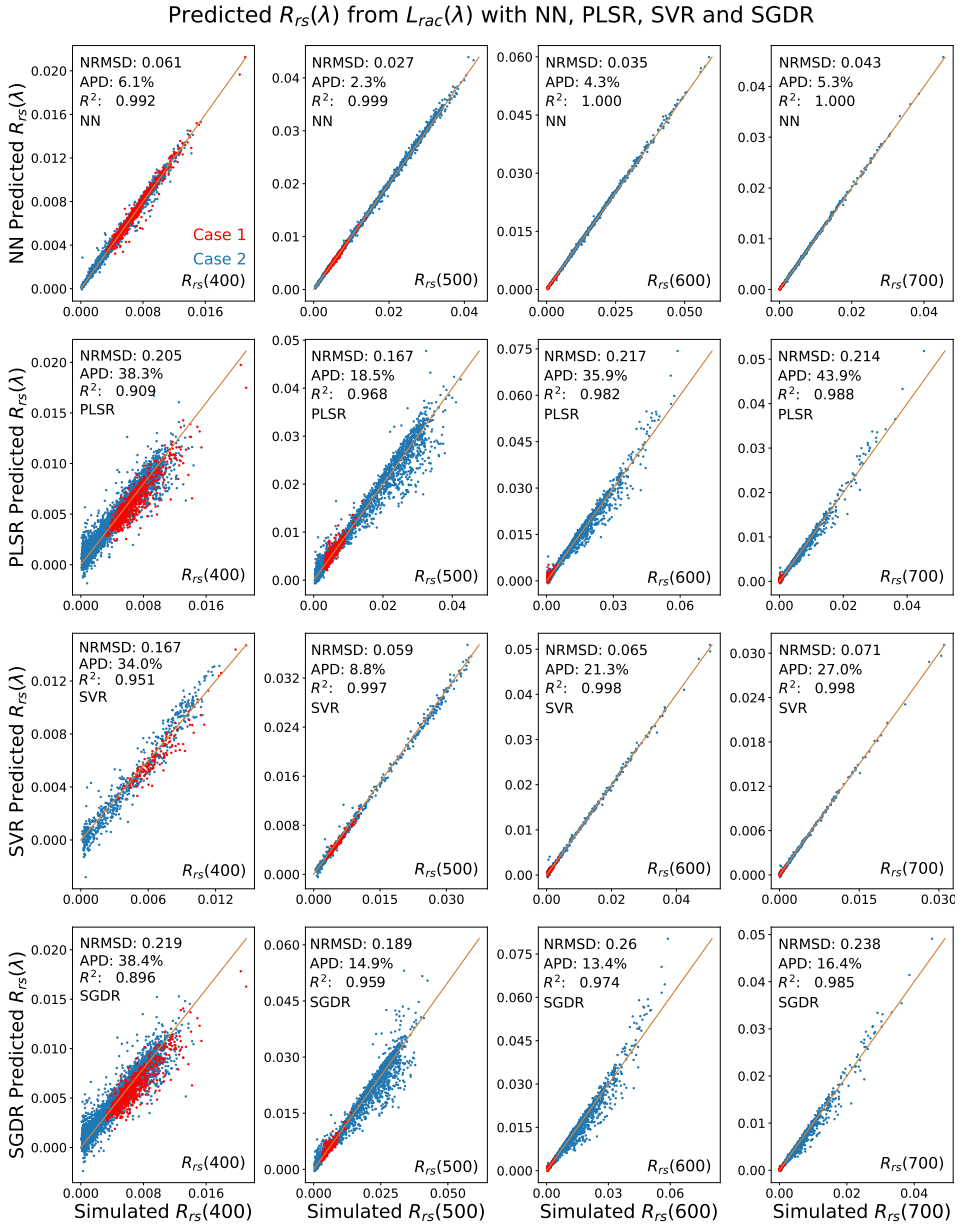 Predicted R_rs(λ) from L_rac(λ) with NN, PLSR, SVR and SGDR
NN Predicted R_rs(λ)
NRMSD: 0.061
APD: 6.1%
R²: 0.992
NN
Case 1
Case 2
R_rs(400)
0.020
0.016
0.012
0.008
0.004
0.000
0.000 0.008 0.016
NRMSD: 0.027
APD: 2.3%
R²: 0.999
NN
R_rs(500)
0.04
0.03
0.02
0.01
0.00
0.00 0.02 0.04
NRMSD: 0.035
APD: 4.3%
R²: 1.000
NN
R_rs(600)
0.060
0.045
0.030
0.015
0.000
0.000 0.025 0.050
NRMSD: 0.043
APD: 5.3%
R²: 1.000
NN
R_rs(700)
0.04
0.03
0.02
0.01
0.00
0.00 0.02 0.04
PLSR Predicted R_rs(λ)
NRMSD: 0.205
APD: 38.3%
R²: 0.909
PLSR
R_rs(400)
0.020
0.015
0.010
0.005
0.000
0.000 0.008 0.016
NRMSD: 0.167
APD: 18.5%
R²: 0.968
PLSR
R_rs(500)
0.05
0.04
0.03
0.02
0.01
0.00
0.00 0.02 0.04
NRMSD: 0.217
APD: 35.9%
R²: 0.982
PLSR
R_rs(600)
0.075
0.060
0.045
0.030
0.015
0.000
0.00 0.03 0.06
NRMSD: 0.214
APD: 43.9%
R²: 0.988
PLSR
R_rs(700)
0.05
0.04
0.03
0.02
0.01
0.00
0.00 0.02 0.04
SVR Predicted R_rs(λ)
NRMSD: 0.167
APD: 34.0%
R²: 0.951
SVR
R_rs(400)
0.012
0.008
0.004
0.000
0.000 0.006 0.012
NRMSD: 0.059
APD: 8.8%
R²: 0.997
SVR
R_rs(500)
0.032
0.024
0.016
0.008
0.000
0.000 0.015 0.030
NRMSD: 0.065
APD: 21.3%
R²: 0.998
SVR
R_rs(600)
0.05
0.04
0.03
0.02
0.01
0.00
0.00 0.02 0.04
NRMSD: 0.071
APD: 27.0%
R²: 0.998
SVR
R_rs(700)
0.030
0.024
0.018
0.012
0.006
0.000
0.000 0.015 0.030
SGDR Predicted R_rs(λ)
NRMSD: 0.219
APD: 38.4%
R²: 0.896
SGDR
R_rs(400)
0.020
0.015
0.010
0.005
0.000
0.000 0.008 0.016
NRMSD: 0.189
APD: 14.9%
R²: 0.959
SGDR
R_rs(500)
0.060
0.045
0.030
0.015
0.000
0.00 0.02 0.04 0.06
NRMSD: 0.26
APD: 13.4%
R²: 0.974
SGDR
R_rs(600)
0.075
0.060
0.045
0.030
0.015
0.000
0.00 0.04 0.08
NRMSD: 0.238
APD: 16.4%
R²: 0.985
SGDR
R_rs(700)
0.05
0.04
0.03
0.02
0.01
0.00
0.00 0.02 0.04
Simulated R_rs(400) Simulated R_rs(500) Simulated R_rs(600) Simulated R_rs(700)